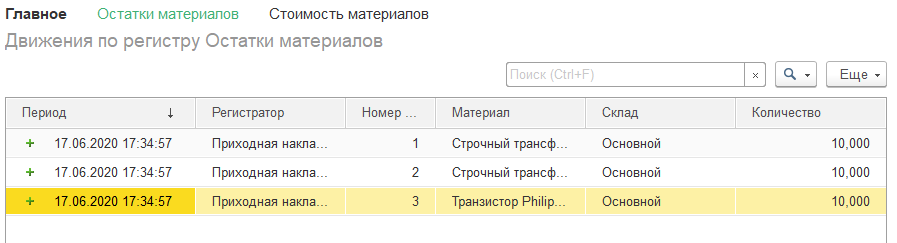 Главное Остатки материалов Стоимость материалов
Движения по регистру Остатки материалов
Поиск (Ctrl+F) × Еще
Период ↓ Регистратор Номер ... Материал Склад Количество
17.06.2020 17:34:57 Приходная накла... 1 Строчный трансф... Основной 10,000
17.06.2020 17:34:57 Приходная накла... 2 Строчный трансф... Основной 10,000
17.06.2020 17:34:57 Приходная накла... 3 Транзистор Philip... Основной 10,000